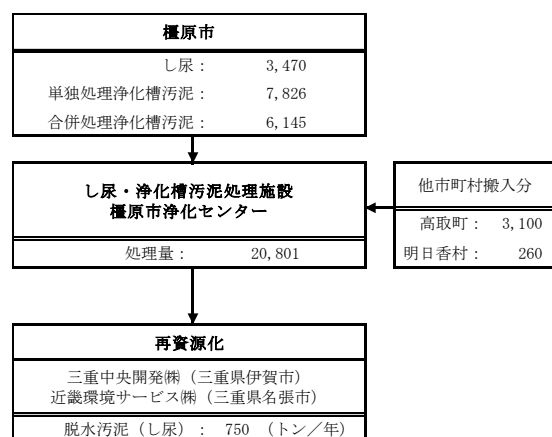 橿原市
し尿： 3,470
単独処理浄化槽汚泥： 7,826
合併処理浄化槽汚泥： 6,145
し尿・浄化槽汚泥処理施設
橿原市浄化センター
処理量： 20,801
他市町村搬入分
高取町： 3,100
明日香村： 260
再資源化
三重中央開発㈱（三重県伊賀市）
近畿環境サービス㈱（三重県名張市）
脱水汚泥（し尿）： 750 （トン／年）